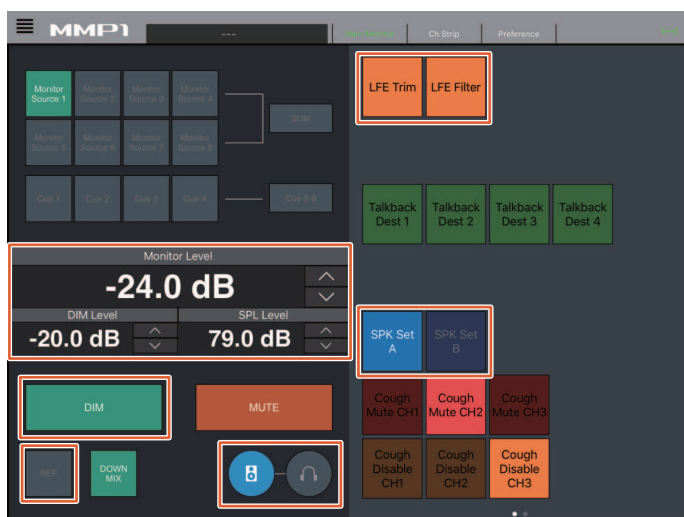 MMP1
---
Ch Strip
Preference
Monitor Source 1
Monitor Source 2
Monitor Source 3
Monitor Source 4
SUM
Monitor Source 5
Monitor Source 6
Monitor Source 7
Monitor Source 8
Cue 1
Cue 2
Cue 3
Cue 4
Cue 5-8
Monitor Level
-24.0 dB
DIM Level
SPL Level
-20.0 dB
79.0 dB
DIM
MUTE
REF
DOWN
MIX
LFE Trim
LFE Filter
Talkback Dest 1
Talkback Dest 2
Talkback Dest 3
Talkback Dest 4
SPK Set A
SPK Set B
Cough Mute CH1
Cough Mute CH2
Cough Mute CH3
Cough Disable CH1
Cough Disable CH2
Cough Disable CH3